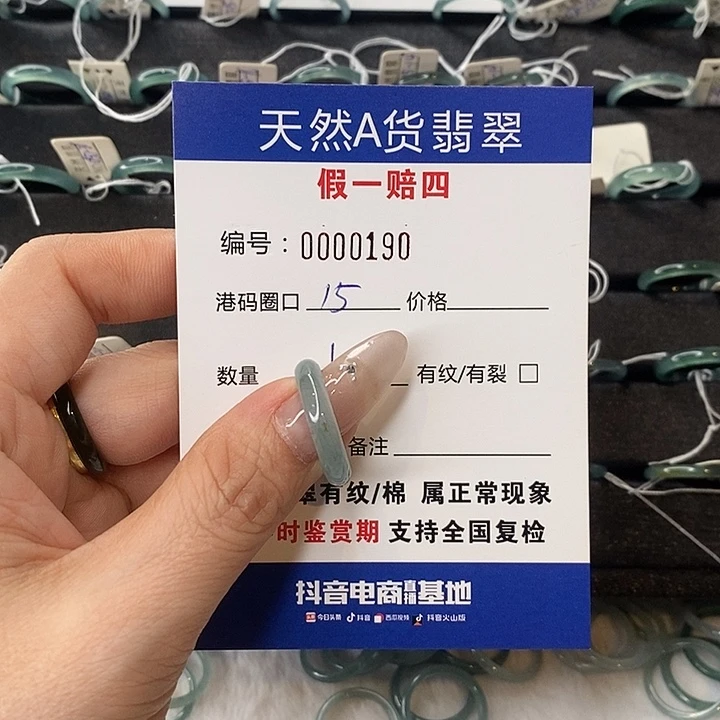 天然A货翡翠
假一赔四
编号：0000190
港码圈口 15 价格
数量 1 有纹/有裂 □
备注
翠有纹/棉 属正常现象
时鉴赏期 支持全国复检
抖音电商直播基地
今日头条 抖音 西瓜视频 抖音火山版